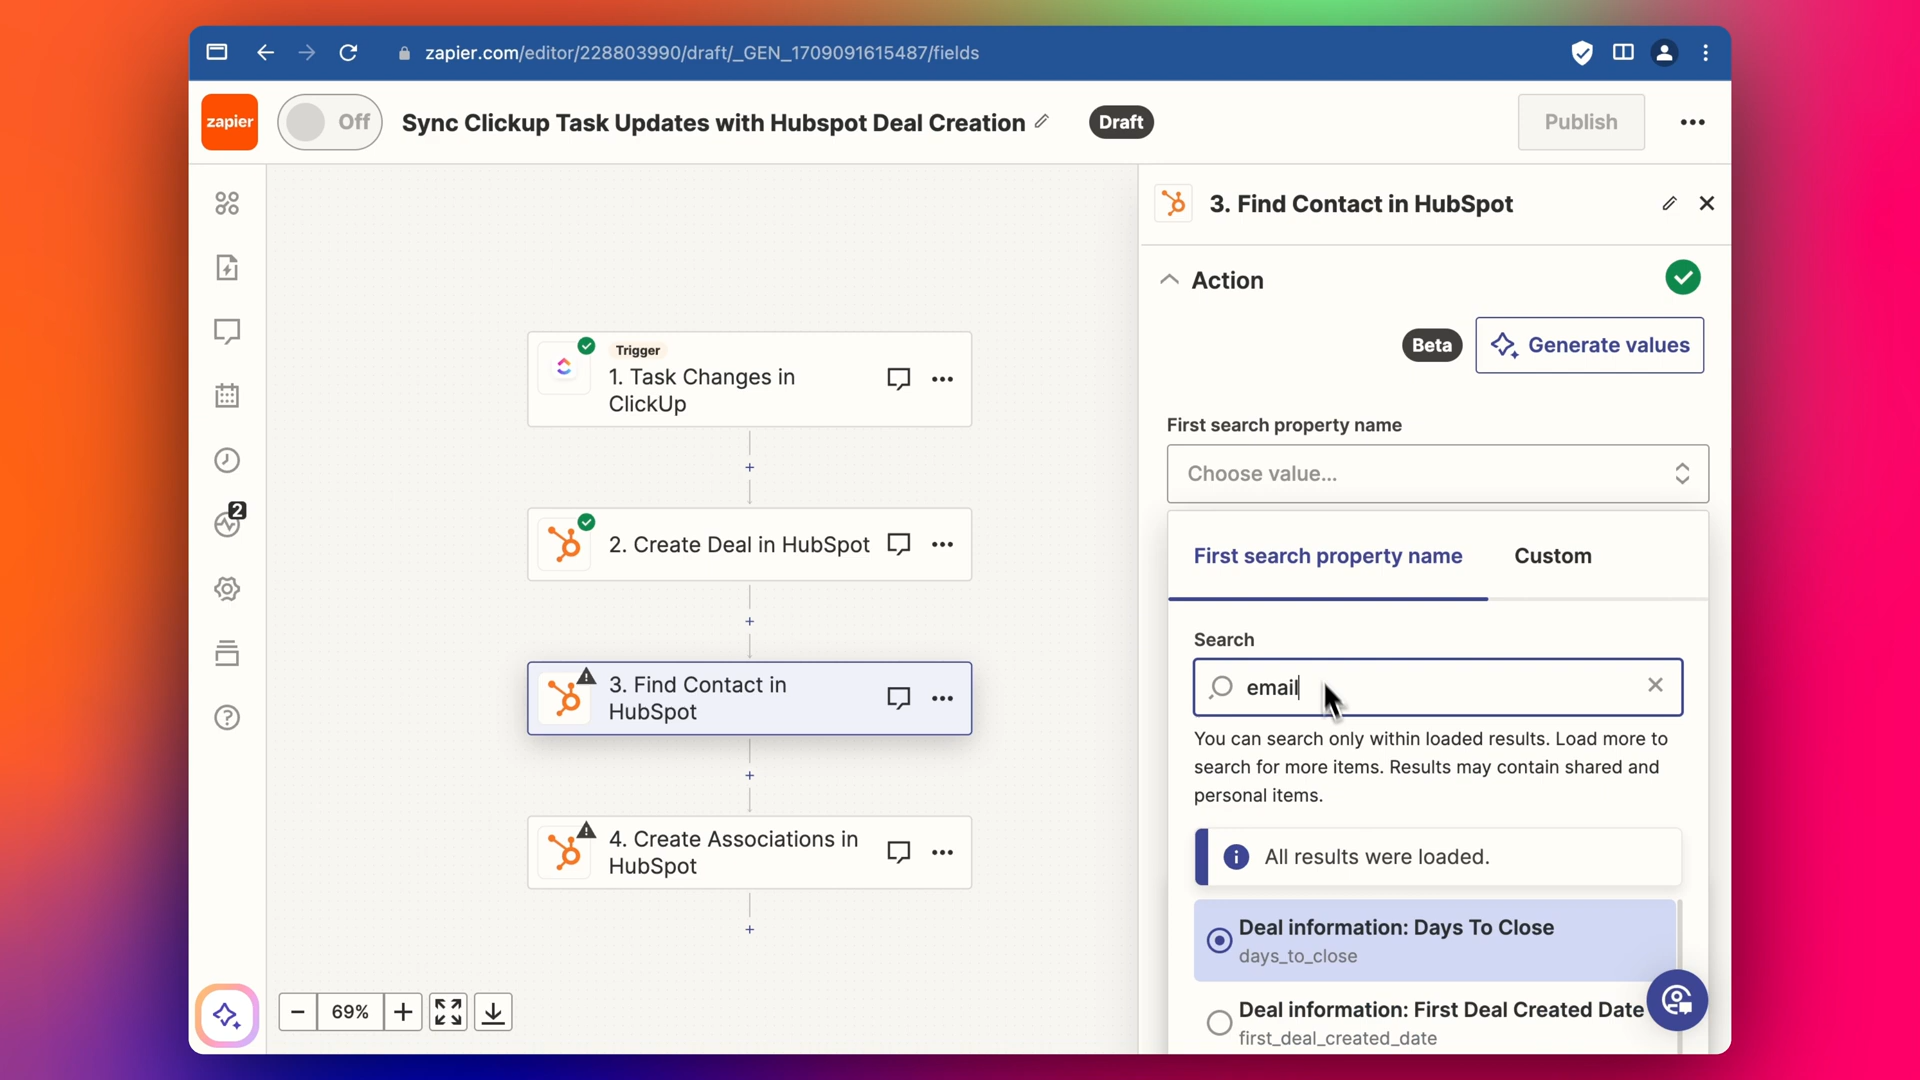 zapier.com/editor/228803990/draft/_GEN_1709091615487/fields
zapier
Off
Sync Clickup Task Updates with Hubspot Deal Creation
Draft
Publish
3. Find Contact in HubSpot
Action
Beta
Generate values
First search property name
Choose value...
First search property name
Custom
Search
email
You can search only within loaded results. Load more to
search for more items. Results may contain shared and
personal items.
All results were loaded.
Deal information: Days To Close
days_to_close
Deal information: First Deal Created Date
first_deal_created_date
Trigger
1. Task Changes in
ClickUp
2. Create Deal in HubSpot
3. Find Contact in
HubSpot
4. Create Associations in
HubSpot
2
69%